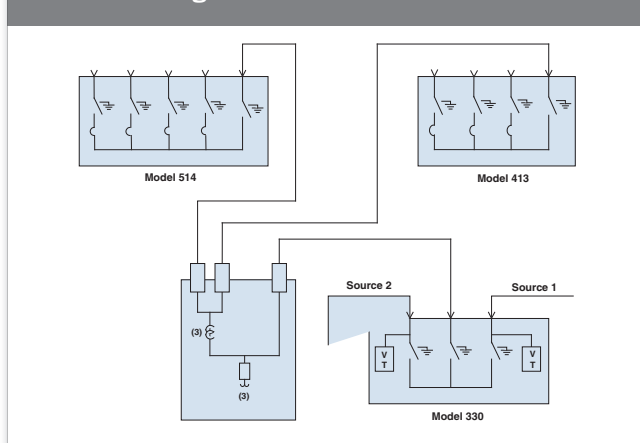 Model 514
Model 413
Source 2
Source 1
(3)
V
T
V
T
(3)
Model 330